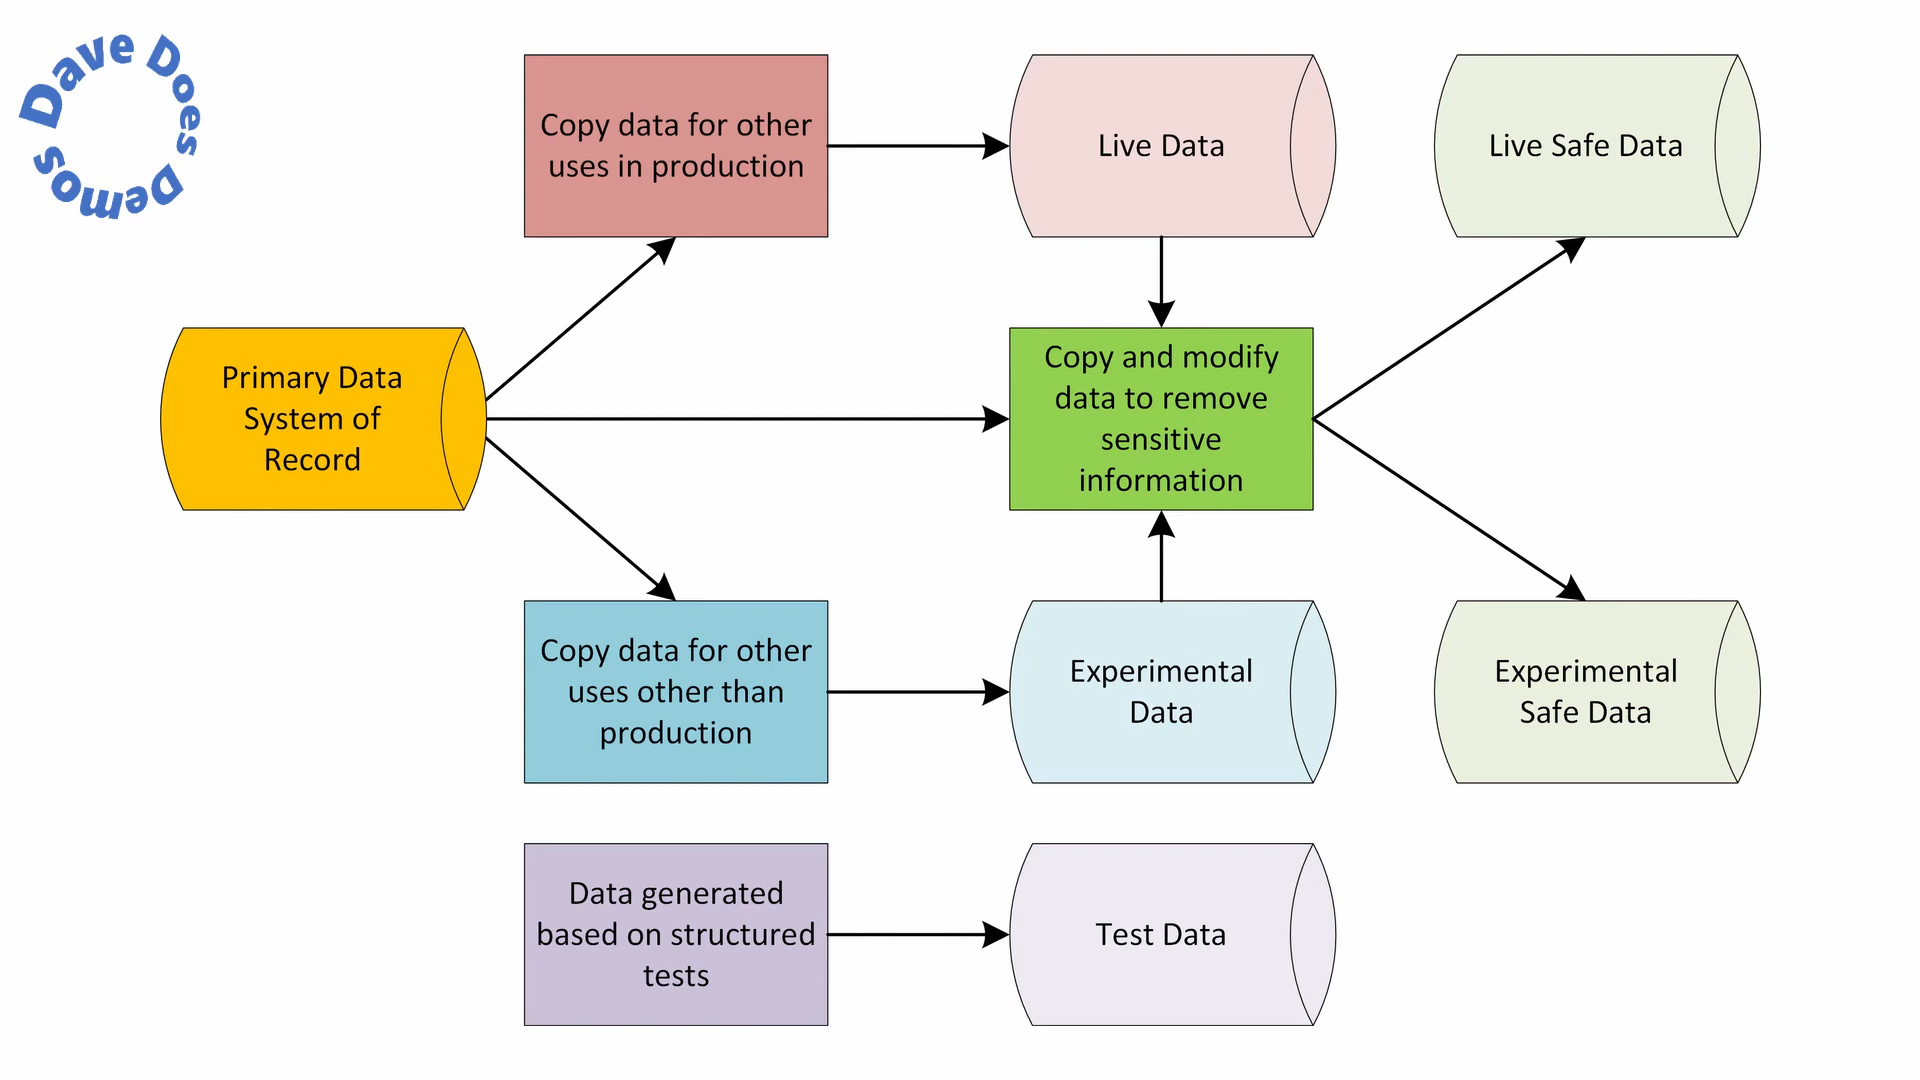 Dave Does Demos
Copy data for other
uses in production
Live Data
Live Safe Data
Primary Data
System of
Record
Copy and modify
data to remove
sensitive
information
Copy data for other
uses other than
production
Experimental
Data
Experimental
Safe Data
Data generated
based on structured
tests
Test Data